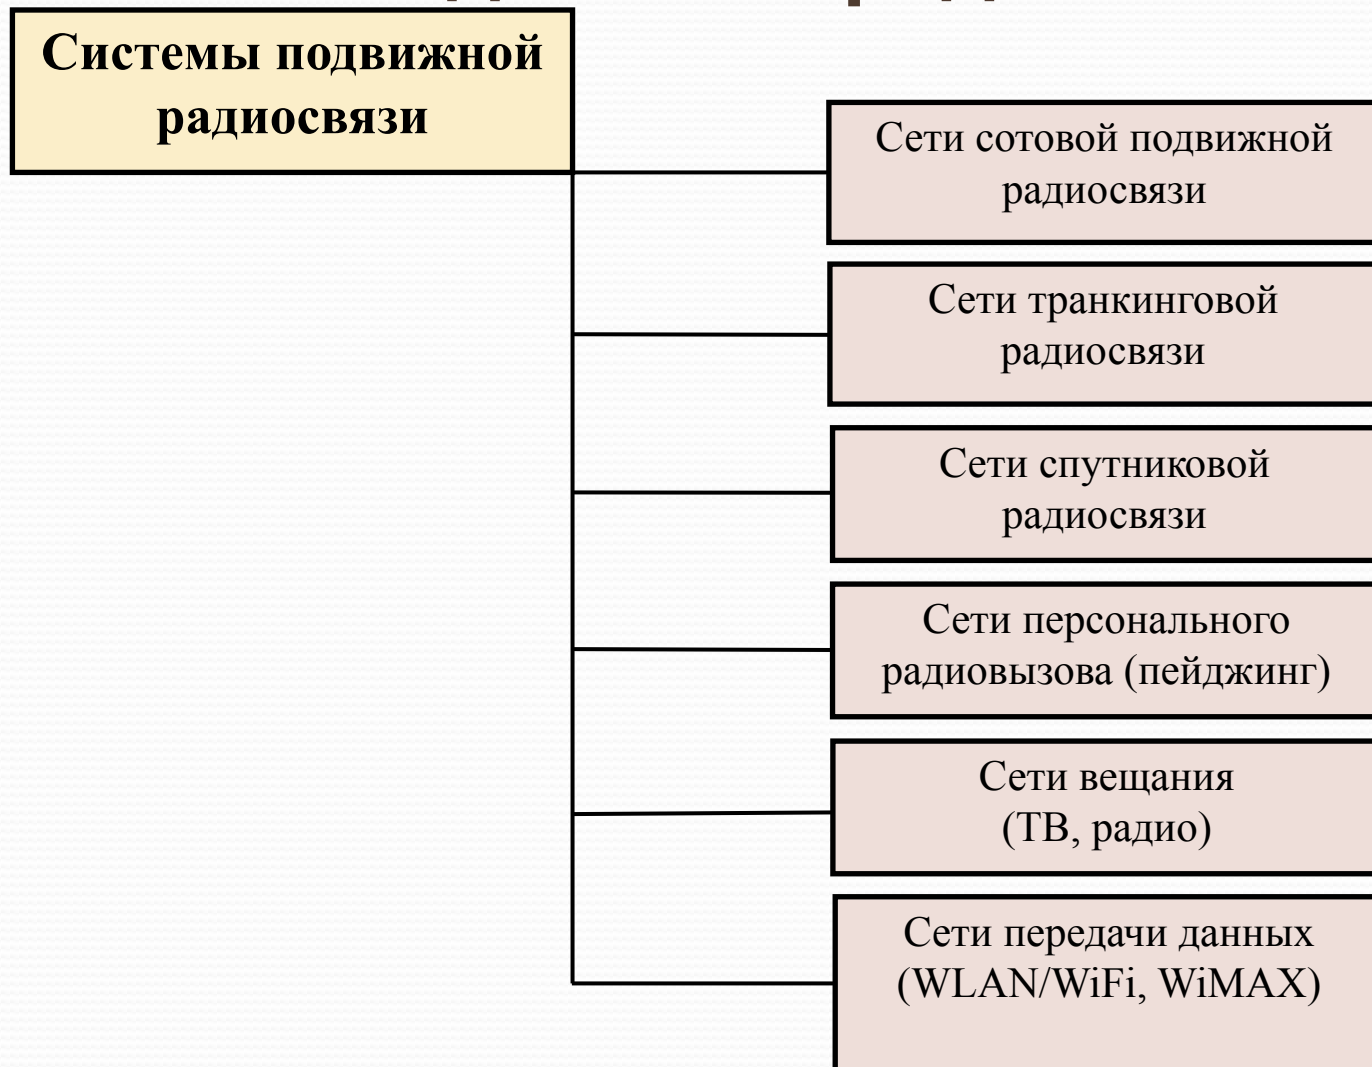 Системы подвижной
радиосвязи
Сети сотовой подвижной
радиосвязи
Сети транкинговой
радиосвязи
Сети спутниковой
радиосвязи
Сети персонального
радиовызова (пейджинг)
Сети вещания
(ТВ, радио)
Сети передачи данных
(WLAN/WiFi, WiMAX)